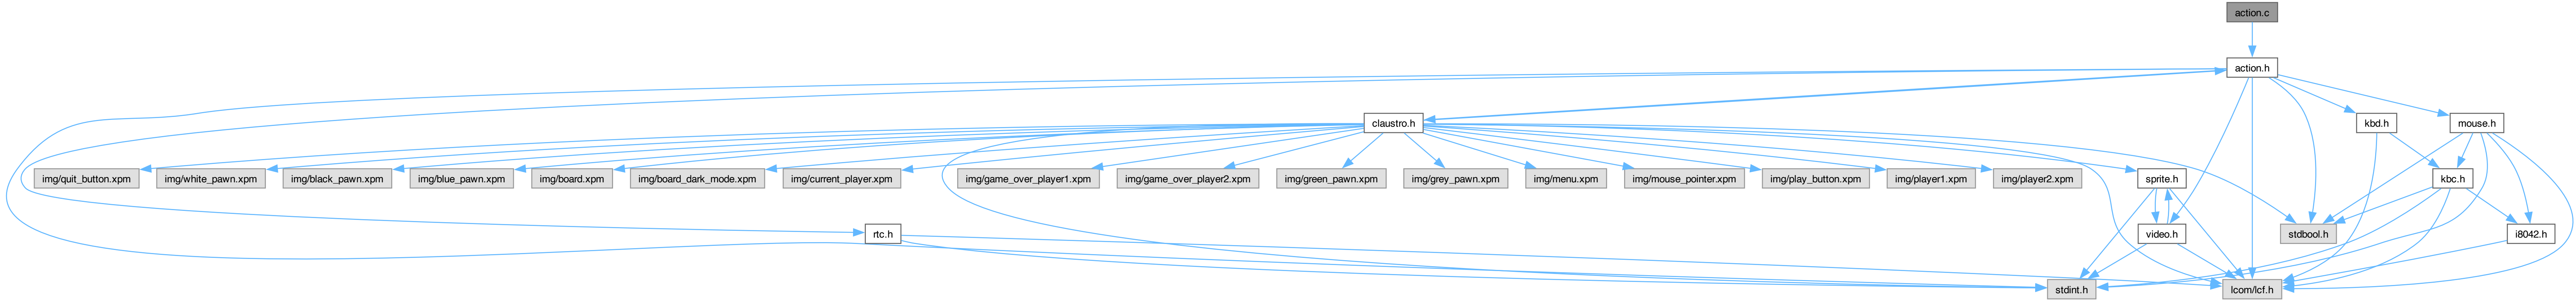 action.c
action.h
claustro.h
kbd.h
mouse.h
img/quit_button.xpm
img/white_pawn.xpm
img/black_pawn.xpm
img/blue_pawn.xpm
img/board.xpm
img/board_dark_mode.xpm
img/current_player.xpm
img/game_over_player1.xpm
img/game_over_player2.xpm
img/green_pawn.xpm
img/grey_pawn.xpm
img/menu.xpm
img/mouse_pointer.xpm
img/play_button.xpm
img/player1.xpm
img/player2.xpm
sprite.h
kbc.h
rtc.h
video.h
stdbool.h
i8042.h
stdint.h
lcom/lcf.h